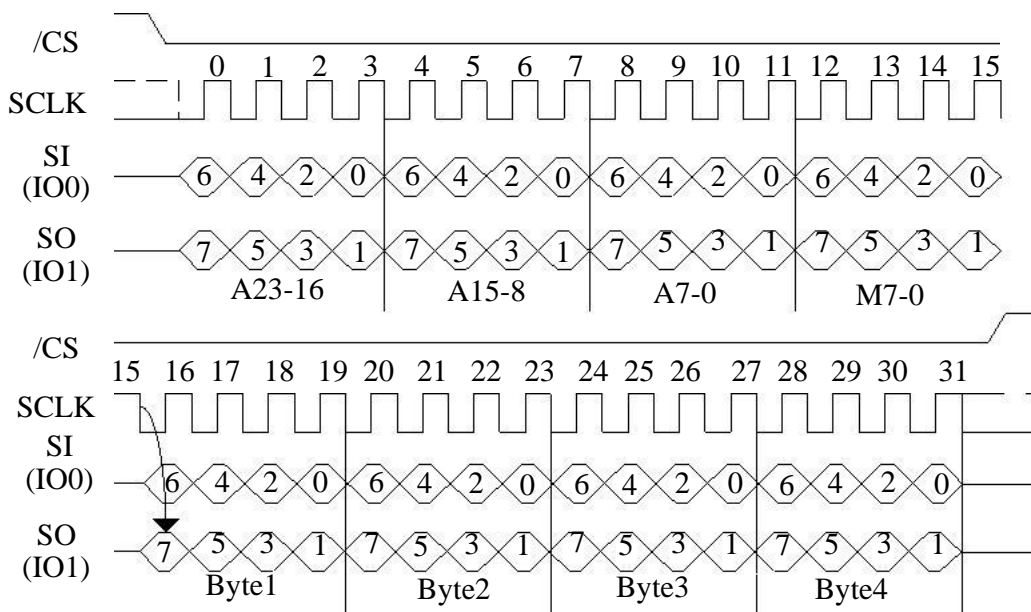 /CS
0 1 2 3 4 5 6 7 8 9 10 11 12 13 14 15
SCLK
SI
(IO0)
6 4 2 0 6 4 2 0 6 4 2 0 6 4 2 0
SO
(IO1)
7 5 3 1 7 5 3 1 7 5 3 1 7 5 3 1
A23-16 A15-8 A7-0 M7-0
/CS
15 16 17 18 19 20 21 22 23 24 25 26 27 28 29 30 31
SCLK
SI
(IO0)
6 4 2 0 6 4 2 0 6 4 2 0 6 4 2 0
SO
(IO1)
7 5 3 1 7 5 3 1 7 5 3 1 7 5 3 1
Byte1 Byte2 Byte3 Byte4